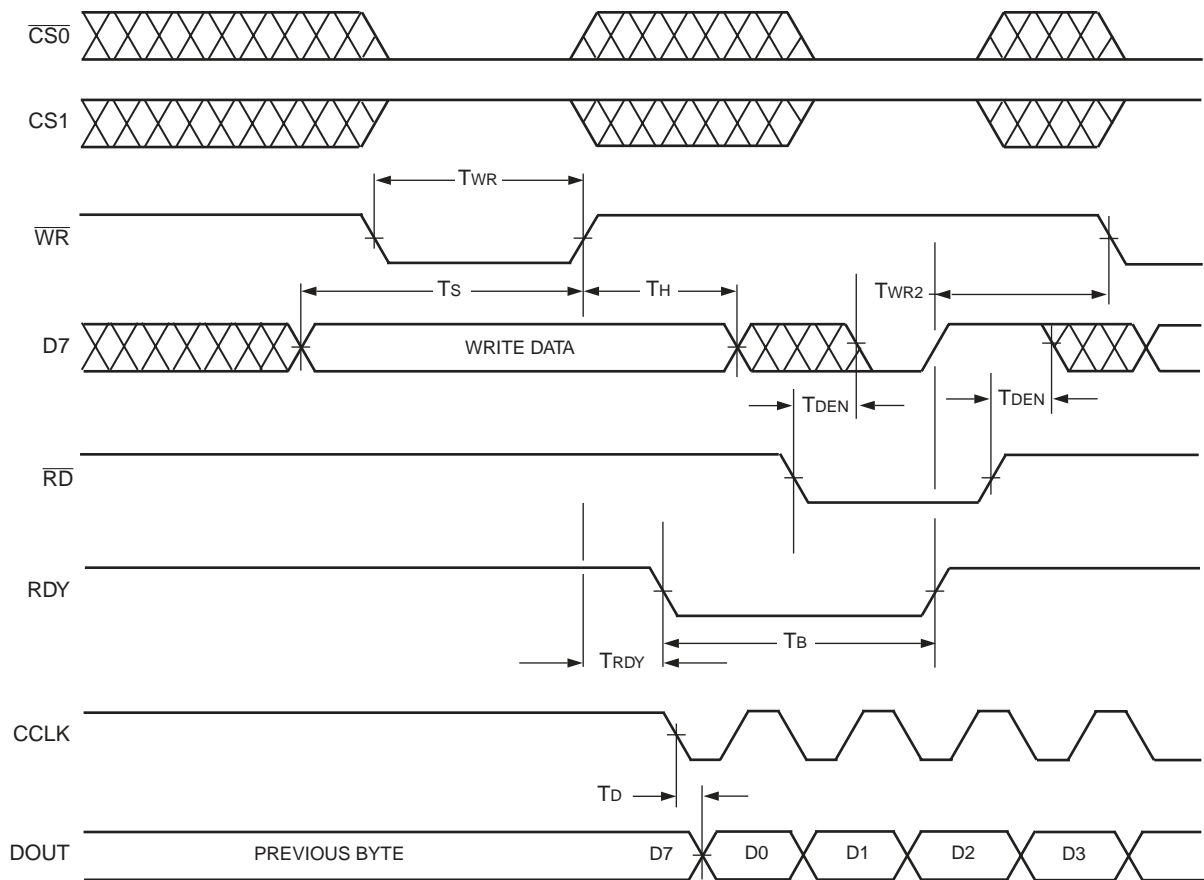 CS0
CS1
TWR
WR
TS TH TWR2
D7 WRITE DATA
TDEN TDEN
RD
RDY
TB
TRDY
CCLK
TD
DOUT PREVIOUS BYTE D7 D0 D1 D2 D3